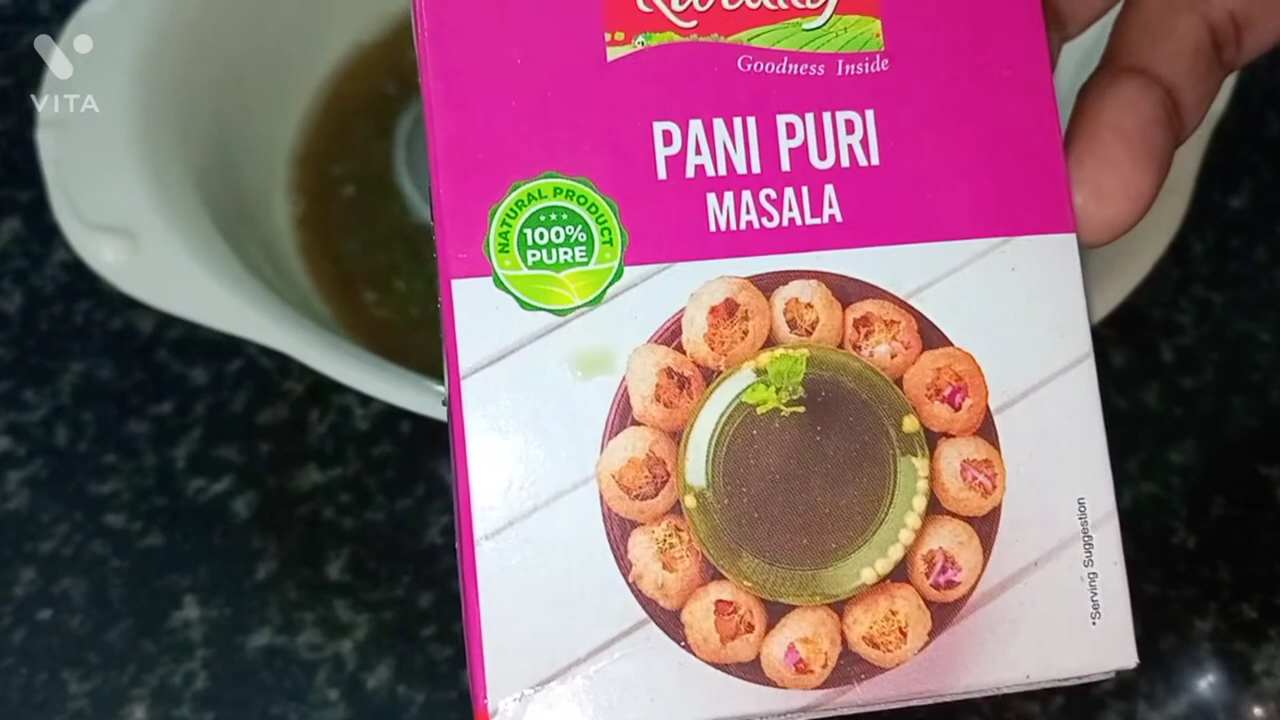 VITA
Goodness Inside
PANI PURI
MASALA
NATURAL PRODUCT
100%
PURE
*Serving Suggestion